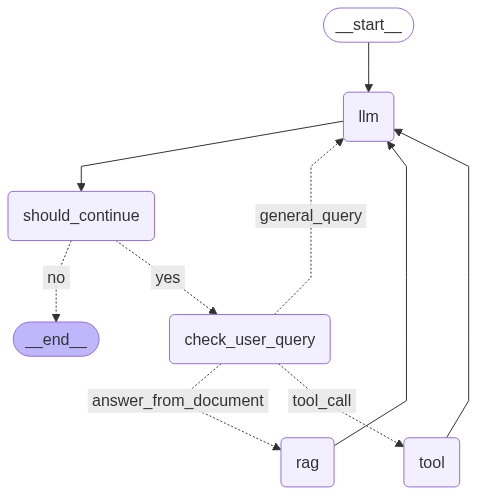 __start__
llm
should_continue
general_query
no
yes
__end__
check_user_query
answer_from_document
tool_call
rag
tool